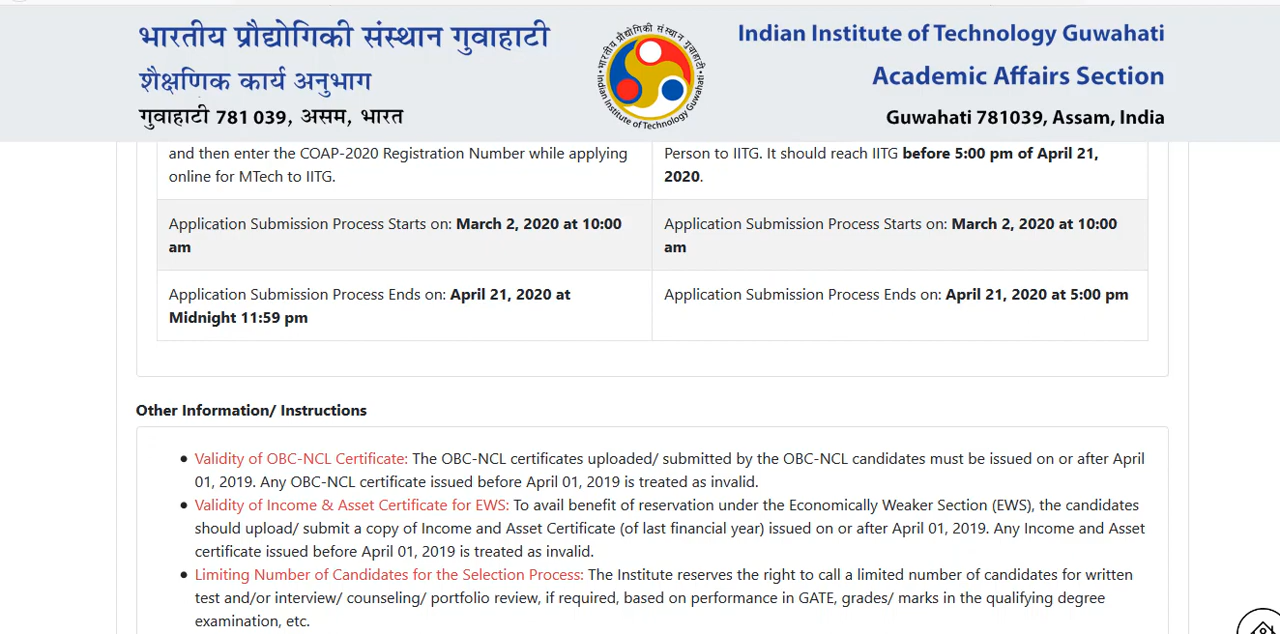 भारतीय प्रौद्योगिकी संस्थान गुवाहाटी
शैक्षणिक कार्य अनुभाग
गुवाहाटी 781 039, असम, भारत
भारतीय प्रौद्योगिकी संस्थान गुवाहाटी
Indian Institute of Technology Guwahati
Indian Institute of Technology Guwahati
Academic Affairs Section
Guwahati 781039, Assam, India
and then enter the COAP-2020 Registration Number while applying
online for MTech to IITG.
Person to IITG. It should reach IITG before 5:00 pm of April 21,
2020.
Application Submission Process Starts on: March 2, 2020 at 10:00
am
Application Submission Process Starts on: March 2, 2020 at 10:00
am
Application Submission Process Ends on: April 21, 2020 at
Midnight 11:59 pm
Application Submission Process Ends on: April 21, 2020 at 5:00 pm
Other Information/ Instructions
• Validity of OBC-NCL Certificate: The OBC-NCL certificates uploaded/ submitted by the OBC-NCL candidates must be issued on or after April
01, 2019. Any OBC-NCL certificate issued before April 01, 2019 is treated as invalid.
• Validity of Income & Asset Certificate for EWS: To avail benefit of reservation under the Economically Weaker Section (EWS), the candidates
should upload/ submit a copy of Income and Asset Certificate (of last financial year) issued on or after April 01, 2019. Any Income and Asset
certificate issued before April 01, 2019 is treated as invalid.
• Limiting Number of Candidates for the Selection Process: The Institute reserves the right to call a limited number of candidates for written
test and/or interview/ counseling/ portfolio review, if required, based on performance in GATE, grades/ marks in the qualifying degree
examination, etc.